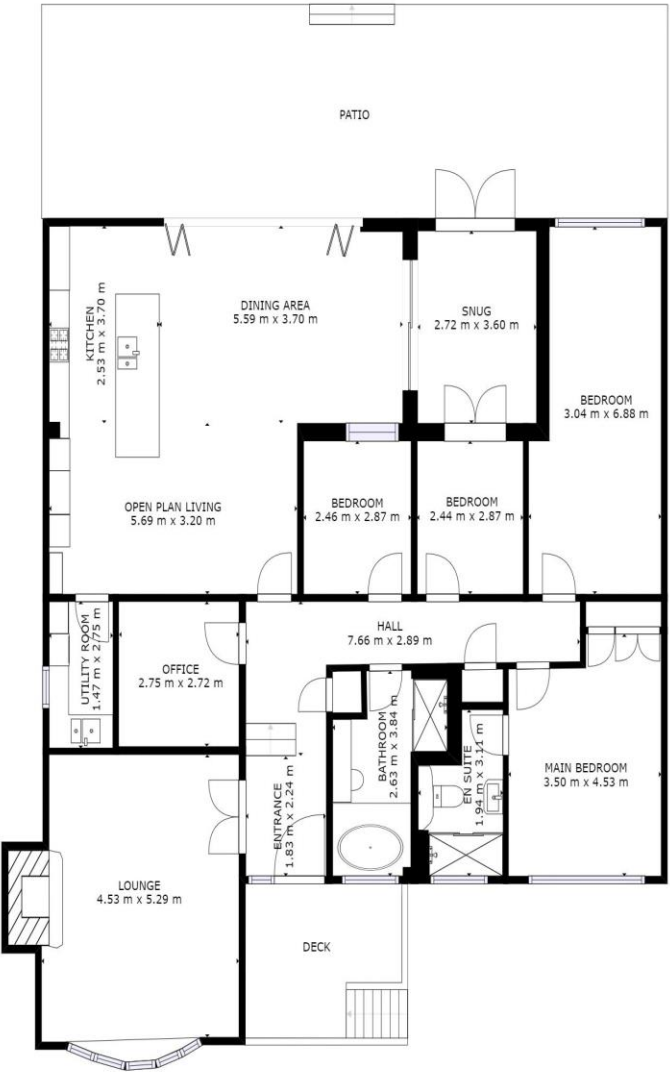 PATIO
KITCHEN
2.53 m x 3.70 m
DINING AREA
5.59 m x 3.70 m
SNUG
2.72 m x 3.60 m
BEDROOM
3.04 m x 6.88 m
OPEN PLAN LIVING
5.69 m x 3.20 m
BEDROOM
2.46 m x 2.87 m
BEDROOM
2.44 m x 2.87 m
HALL
7.66 m x 2.89 m
UTILITY ROOM
1.47 m x 2.75 m
OFFICE
2.75 m x 2.72 m
BATHROOM
2.63 m x 3.84 m
EN SUITE
1.94 m x 3.11 m
MAIN BEDROOM
3.50 m x 4.53 m
ENTRANCE
1.83 m x 2.24 m
LOUNGE
4.53 m x 5.29 m
DECK